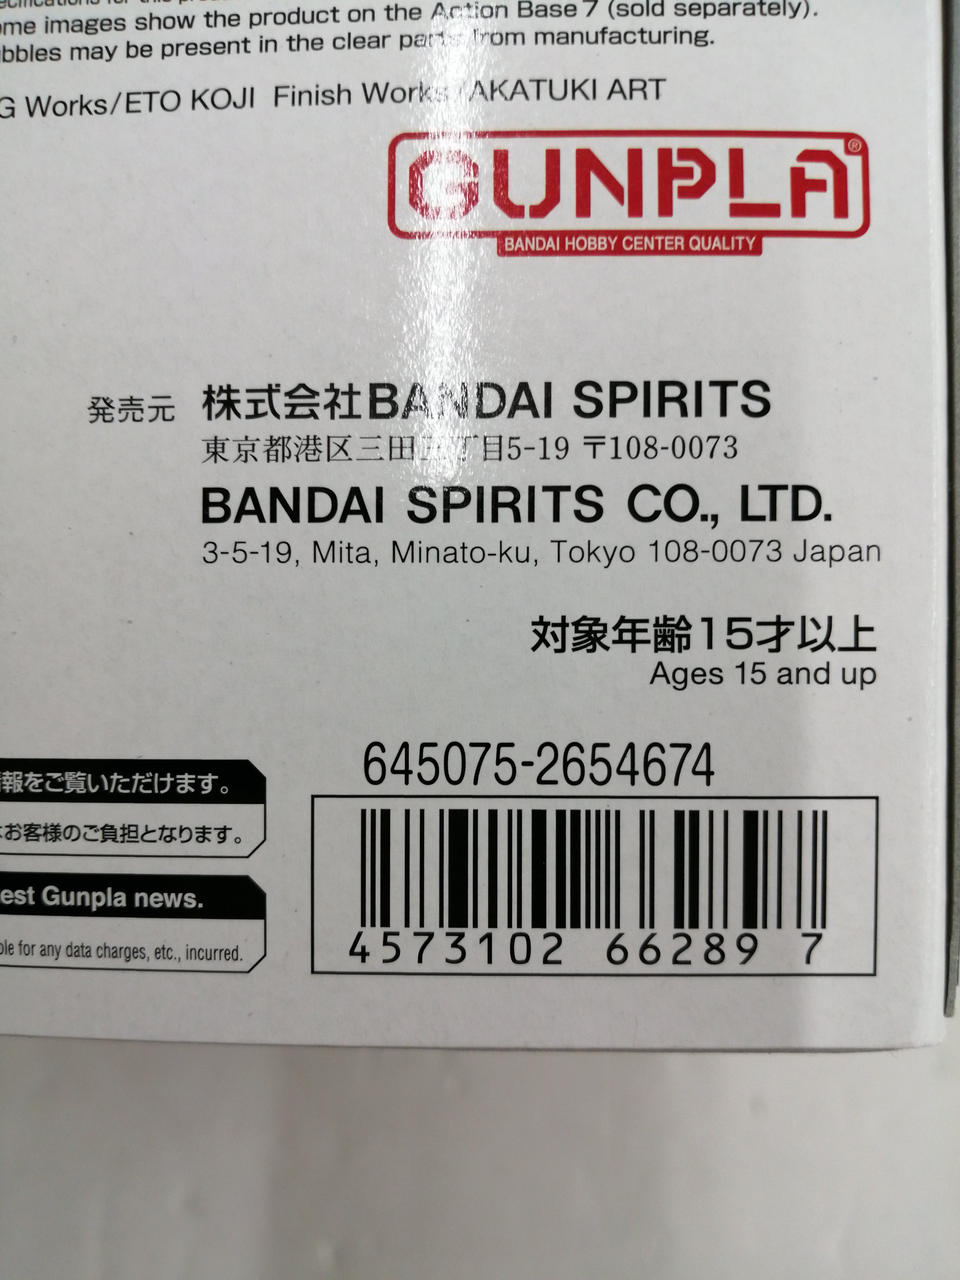 ome images show the product on the Action Base 7 (sold separately).
ubbles may be present in the clear parts from manufacturing.
G Works/ETO KOJI Finish Works/AKATUKI ART
GUNPLA®
BANDAI HOBBY CENTER QUALITY
発売元 株式会社BANDAI SPIRITS
東京都港区三田三丁目5-19 〒108-0073
BANDAI SPIRITS CO., LTD.
3-5-19, Mita, Minato-ku, Tokyo 108-0073 Japan
対象年齢15才以上
Ages 15 and up
645075-2654674
4573102 66289 7
報をご覧いただけます。
お客様のご負担となります。
est Gunpla news.
ble for any data charges, etc., incurred.